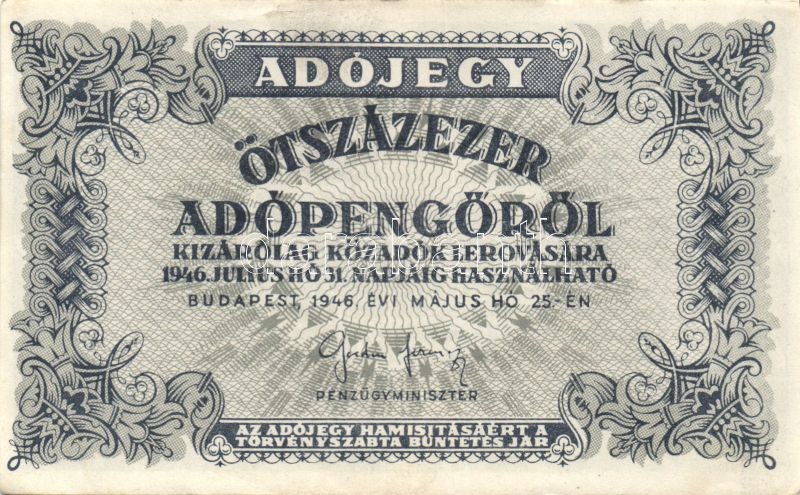 ADÓJEGY
ÖTSZÁZEZER
ADÓPENGŐRŐL
KIZÁRÓLAG KÖZADÓK LEROVÁSÁRA
1946. JULIUS HÓ 31. NAPJÁIG HASZNÁLHATÓ
BUDAPEST, 1946. ÉVI MÁJUS HÓ 25.-ÉN
PÉNZÜGYMINISZTER
AZ ADÓJEGY HAMISITÁSÁÉRT A
TÖRVÉNYSZABTA BÜNTETÉS JÁR